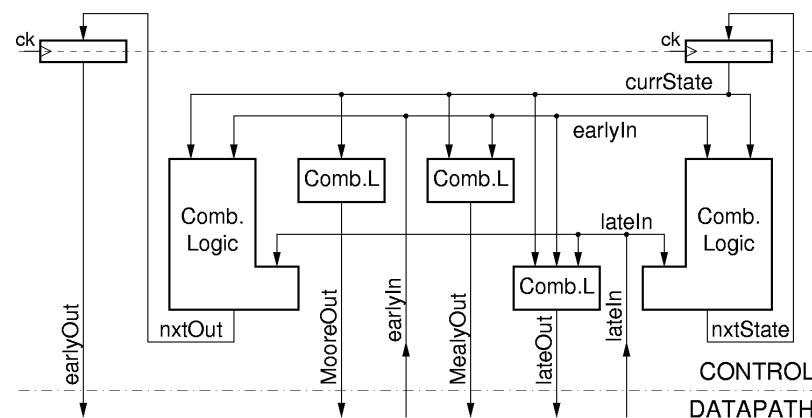 ck
ck
currState
earlyIn
Comb.L
Comb.L
Comb.
Logic
Comb.
Logic
lateIn
Comb.L
nxtOut
nxtState
earlyOut
MooreOut
earlyIn
MealyOut
lateOut
lateIn
CONTROL
DATAPATH